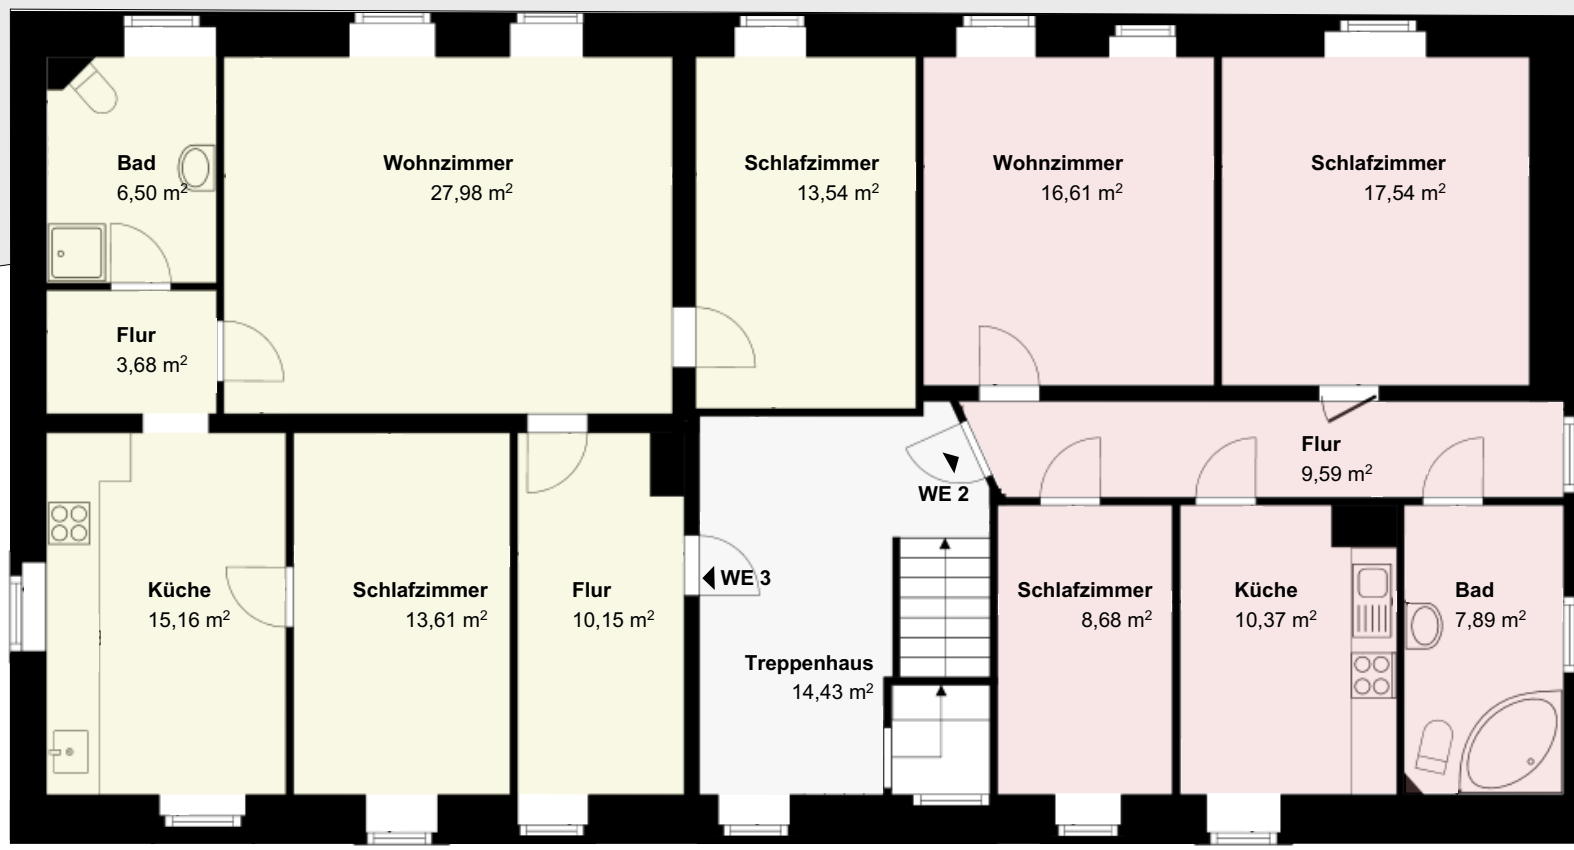 Bad
6,50 m²
Wohnzimmer
27,98 m²
Schlafzimmer
13,54 m²
Wohnzimmer
16,61 m²
Schlafzimmer
17,54 m²
Flur
3,68 m²
Flur
9,59 m²
WE 2
WE 3
Küche
15,16 m²
Schlafzimmer
13,61 m²
Flur
10,15 m²
Treppenhaus
14,43 m²
Schlafzimmer
8,68 m²
Küche
10,37 m²
Bad
7,89 m²